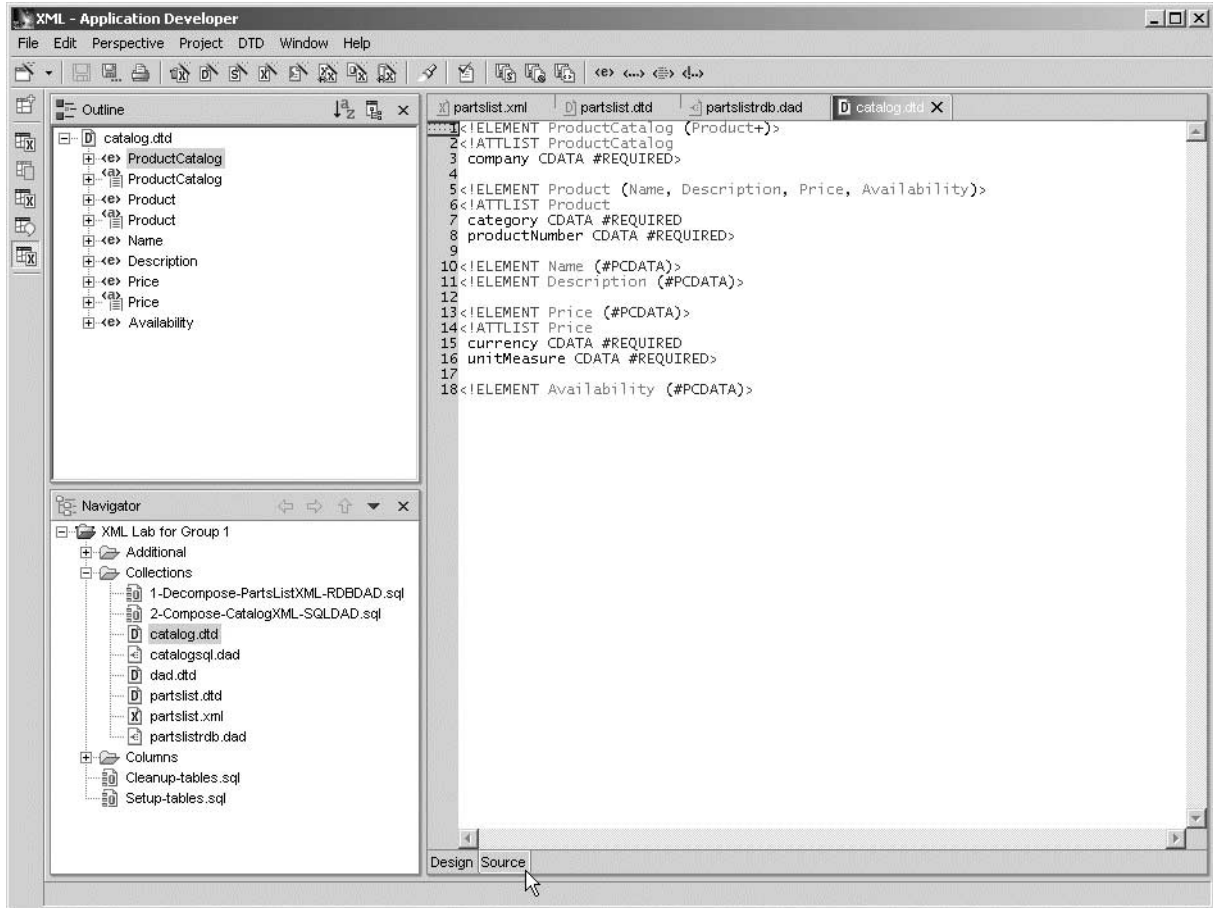 XML - Application Developer
File Edit Perspective Project DTD Window Help
Outline
catalog.dtd
<e> ProductCatalog
<a> ProductCatalog
<e> Product
<a> Product
<e> Name
<e> Description
<e> Price
<a> Price
<e> Availability
Navigator
XML Lab for Group 1
Additional
Collections
1-Decompose-PartsListXML-RDBDAD.sql
2-Compose-CatalogXML-SQLDAD.sql
catalog.dtd
catalogsql.dad
dad.dtd
partslist.dtd
partslist.xml
partslistrdb.dad
Columns
Cleanup-tables.sql
Setup-tables.sql
partslist.xml partslist.dtd partslistrdb.dad catalog.dtd
1<!ELEMENT ProductCatalog (Product+)>
2<!ATTLIST ProductCatalog
3 company CDATA #REQUIRED>
4
5<!ELEMENT Product (Name, Description, Price, Availability)>
6<!ATTLIST Product
7 category CDATA #REQUIRED
8 productNumber CDATA #REQUIRED>
9
10<!ELEMENT Name (#PCDATA)>
11<!ELEMENT Description (#PCDATA)>
12
13<!ELEMENT Price (#PCDATA)>
14<!ATTLIST Price
15 currency CDATA #REQUIRED
16 unitMeasure CDATA #REQUIRED>
17
18<!ELEMENT Availability (#PCDATA)>
Design Source